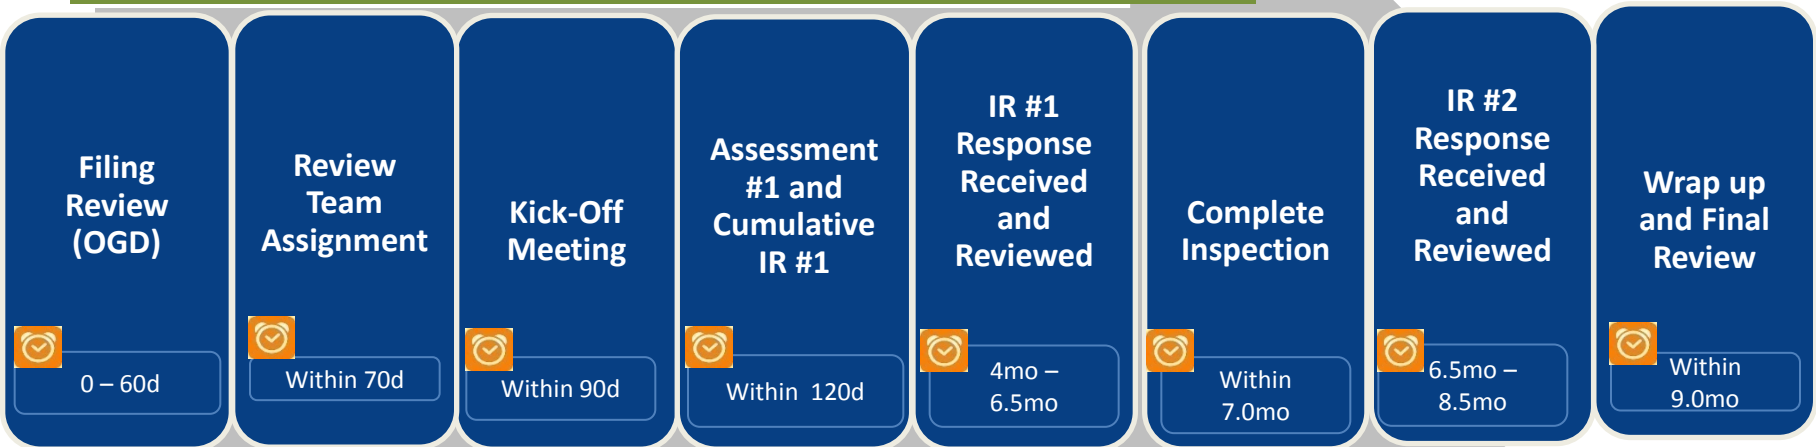 Filing
Review
(OGD)
0 – 60d
Review
Team
Assignment
Within 70d
Kick-Off
Meeting
Within 90d
Assessment
#1 and
Cumulative
IR #1
Within 120d
IR #1
Response
Received
and
Reviewed
4mo –
6.5mo
Complete
Inspection
Within
7.0mo
IR #2
Response
Received
and
Reviewed
6.5mo –
8.5mo
Wrap up
and Final
Review
Within
9.0mo